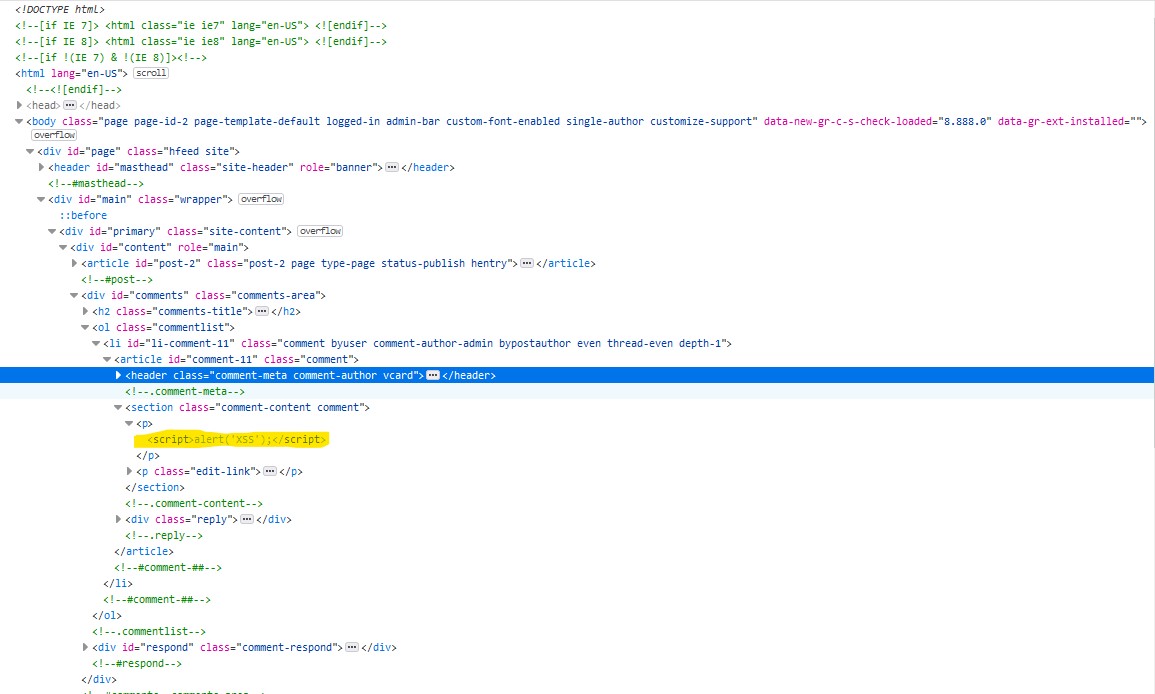 <!DOCTYPE html>
<!--[if IE 7]> <html class="ie ie7" lang="en-US"> <![endif]-->
<!--[if IE 8]> <html class="ie ie8" lang="en-US"> <![endif]-->
<!--[if !(IE 7) & !(IE 8)]><!-->
<html lang="en-US"> scroll
<!--<![endif]-->
<head> ••• </head>
<body class="page page-id-2 page-template-default logged-in admin-bar custom-font-enabled single-author customize-support" data-new-gr-c-s-check-loaded="8.888.0" data-gr-ext-installed="">
overflow
<div id="page" class="hfeed site">
<header id="masthead" class="site-header" role="banner"> ••• </header>
<!--#masthead-->
<div id="main" class="wrapper"> overflow
::before
<div id="primary" class="site-content"> overflow
<div id="content" role="main">
<article id="post-2" class="post-2 page type-page status-publish hentry"> ••• </article>
<!--#post-->
<div id="comments" class="comments-area">
<h2 class="comments-title"> ••• </h2>
<ol class="commentlist">
<li id="li-comment-11" class="comment byuser comment-author-admin bypostauthor even thread-even depth-1">
<article id="comment-11" class="comment">
<header class="comment-meta comment-author vcard"> ••• </header>
<!--.comment-meta-->
<section class="comment-content comment">
<p>
<script>alert('XSS');</script>
</p>
<p class="edit-link"> ••• </p>
</section>
<!--.comment-content-->
<div class="reply"> ••• </div>
<!--.reply-->
</article>
<!--#comment-##-->
</li>
<!--#comment-##-->
</ol>
<!--.commentlist-->
<div id="respond" class="comment-respond"> ••• </div>
<!--#respond-->
</div>